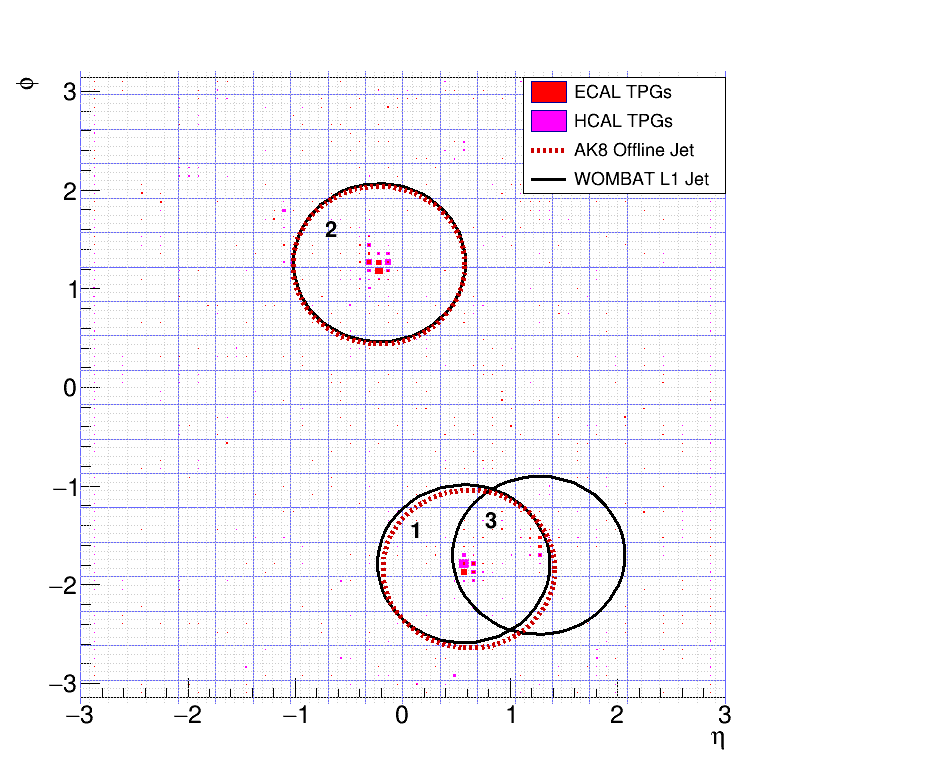 φ
3
ECAL TPGs
HCAL TPGs
AK8 Offline Jet
WOMBAT L1 Jet
2
2
1
0
−1
3
1
−2
−3
−3 −2 −1 0 1 2 3
η